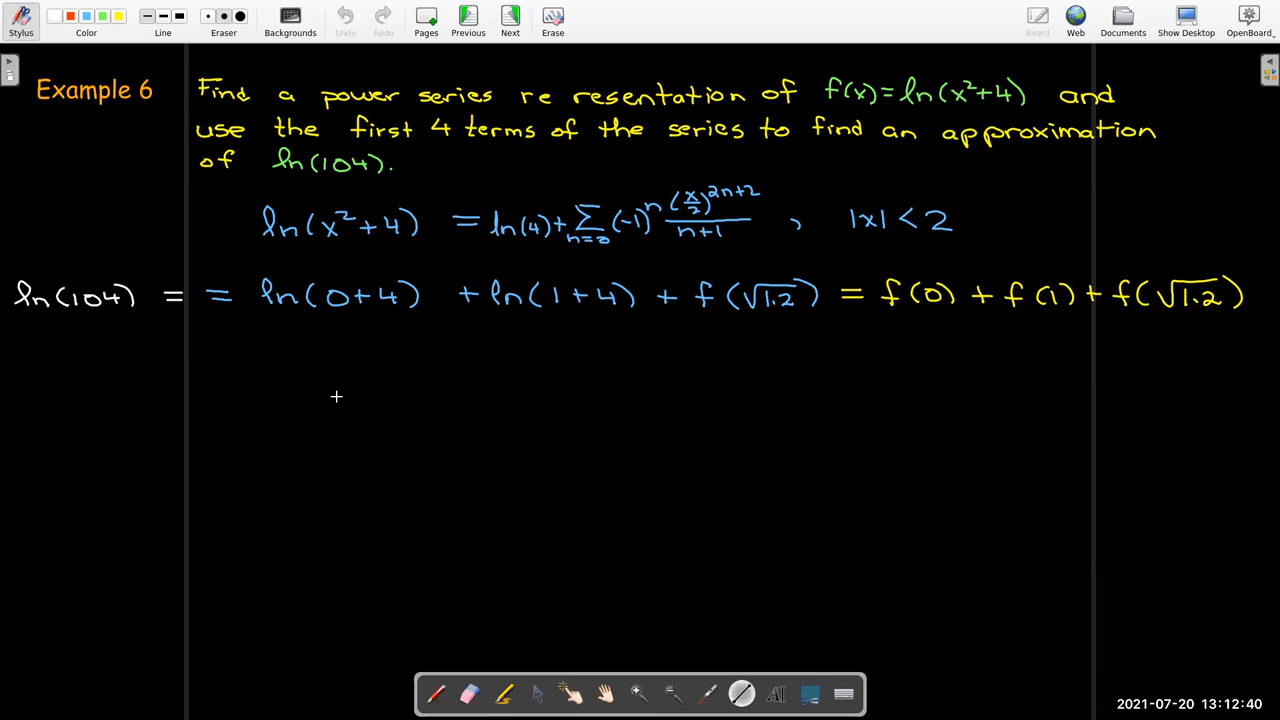 Stylus
Color
Line
Eraser
Backgrounds
Undo
Redo
Pages
Previous
Next
Erase
Board
Web
Documents
Show Desktop
OpenBoard
Example 6
Find a power series re resentation of f(x)=ln(x²+4) and
use the first 4 terms of the series to find an approximation
of ln(104).
ln(x²+4) = ln(4)+ ∑_{n=0} (-1)^n (x/2)^{2n+2}/(n+1) , |x| < 2
ln(104) = = ln(0+4) +ln(1+4) + f(√1.2) = f(0) + f(1) + f(√1.2)
AI
2021-07-20 13:12:40